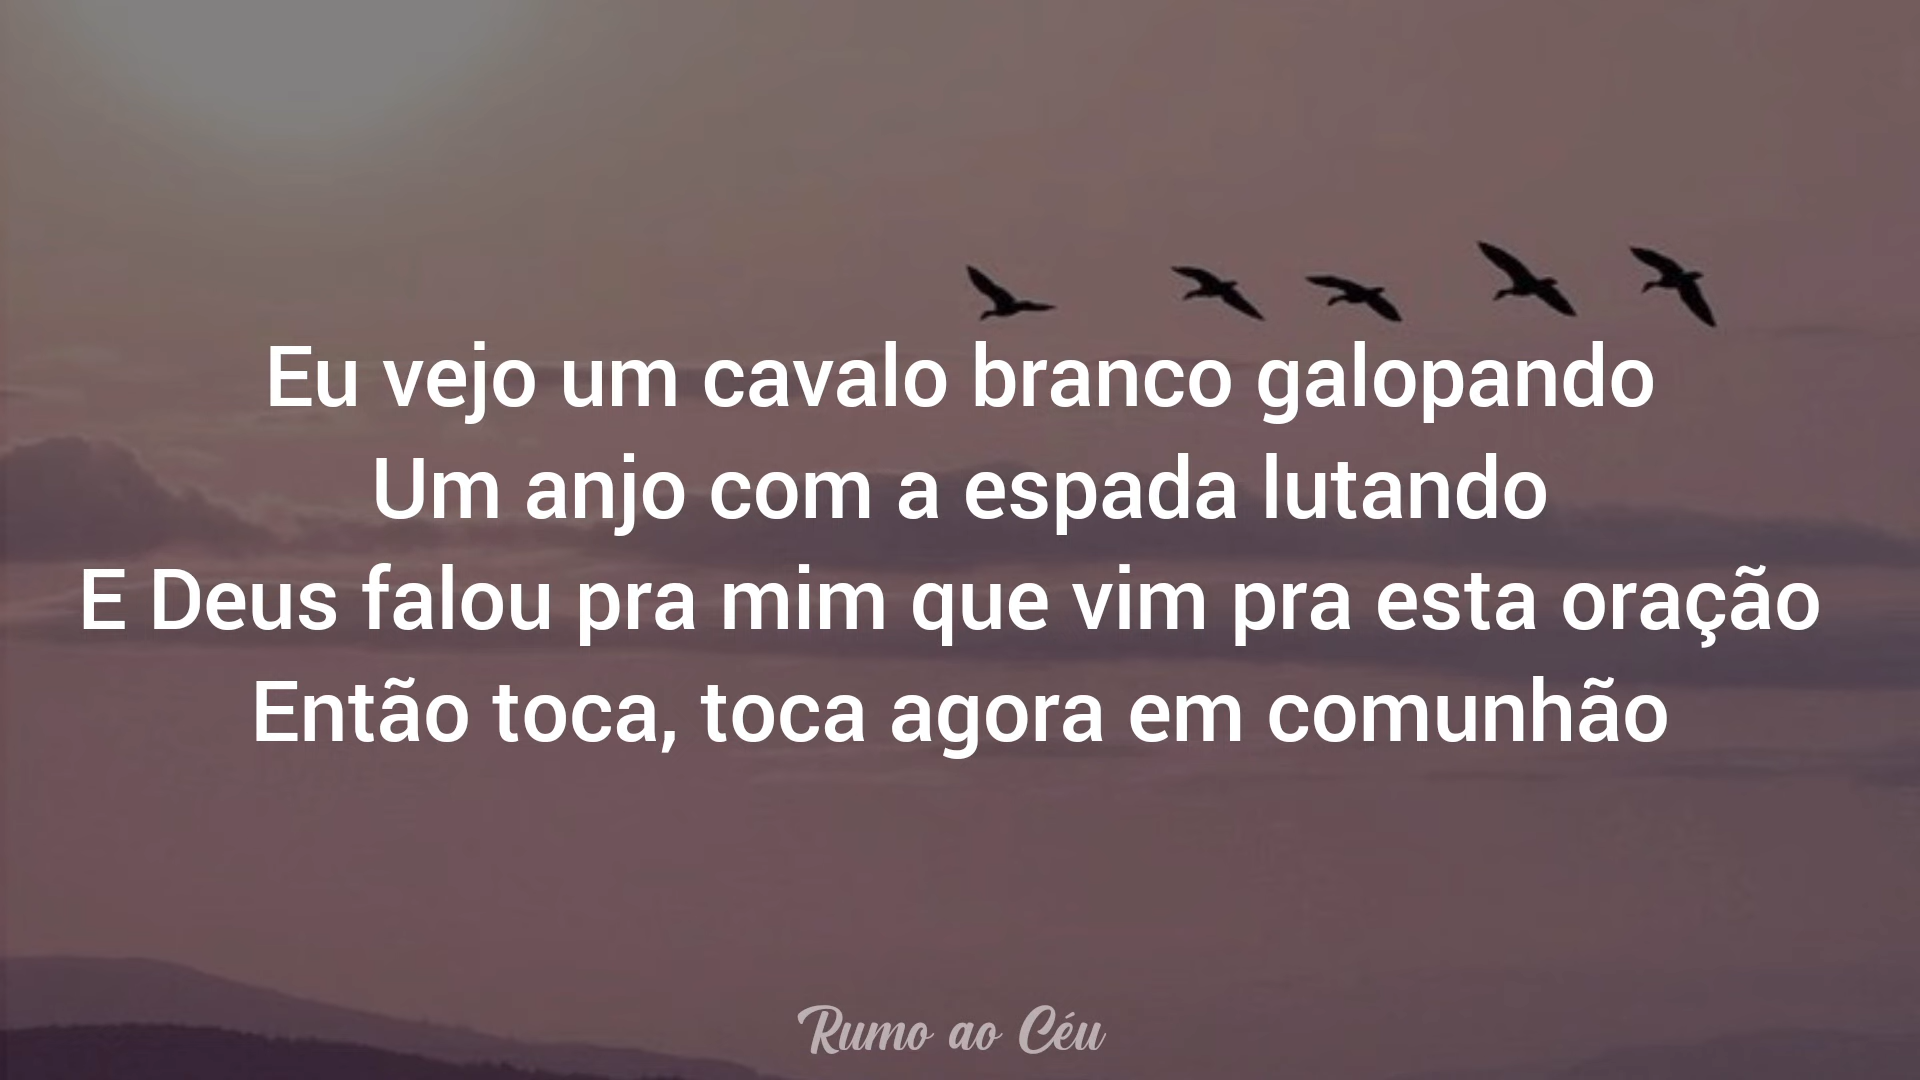 Eu vejo um cavalo branco galopando
Um anjo com a espada lutando
E Deus falou pra mim que vim pra esta oração
Então toca, toca agora em comunhão
Rumo ao Céu